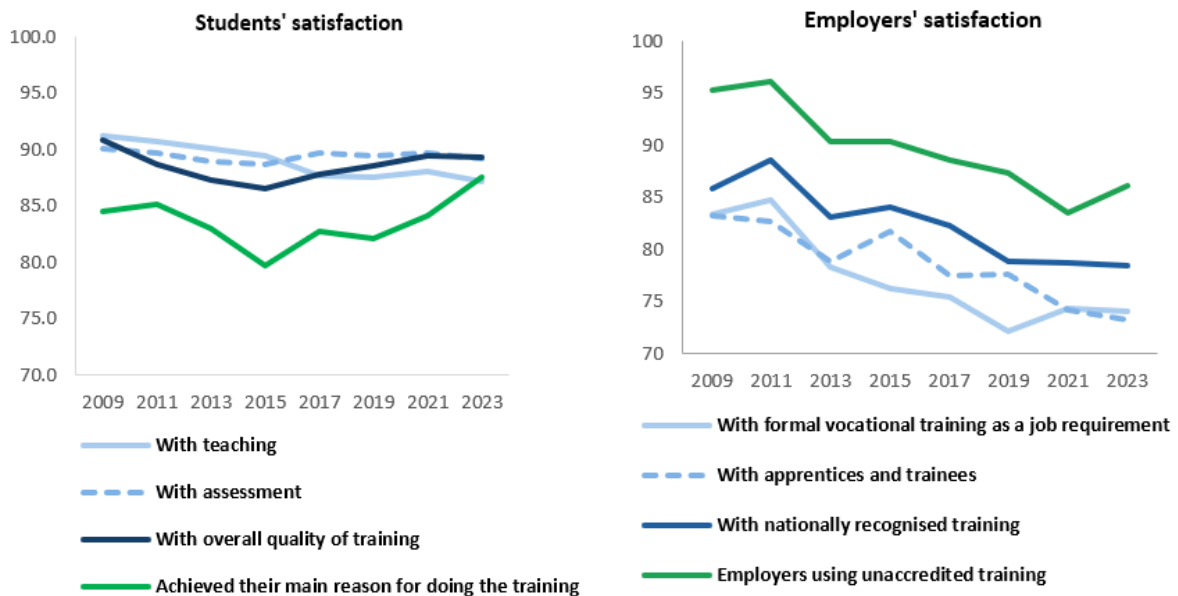 Students' satisfaction
100.0
95.0
90.0
85.0
80.0
75.0
70.0
2009 2011 2013 2015 2017 2019 2021 2023
With teaching
With assessment
With overall quality of training
Achieved their main reason for doing the training
Employers' satisfaction
100
95
90
85
80
75
70
2009 2011 2013 2015 2017 2019 2021 2023
With formal vocational training as a job requirement
With apprentices and trainees
With nationally recognised training
Employers using unaccredited training